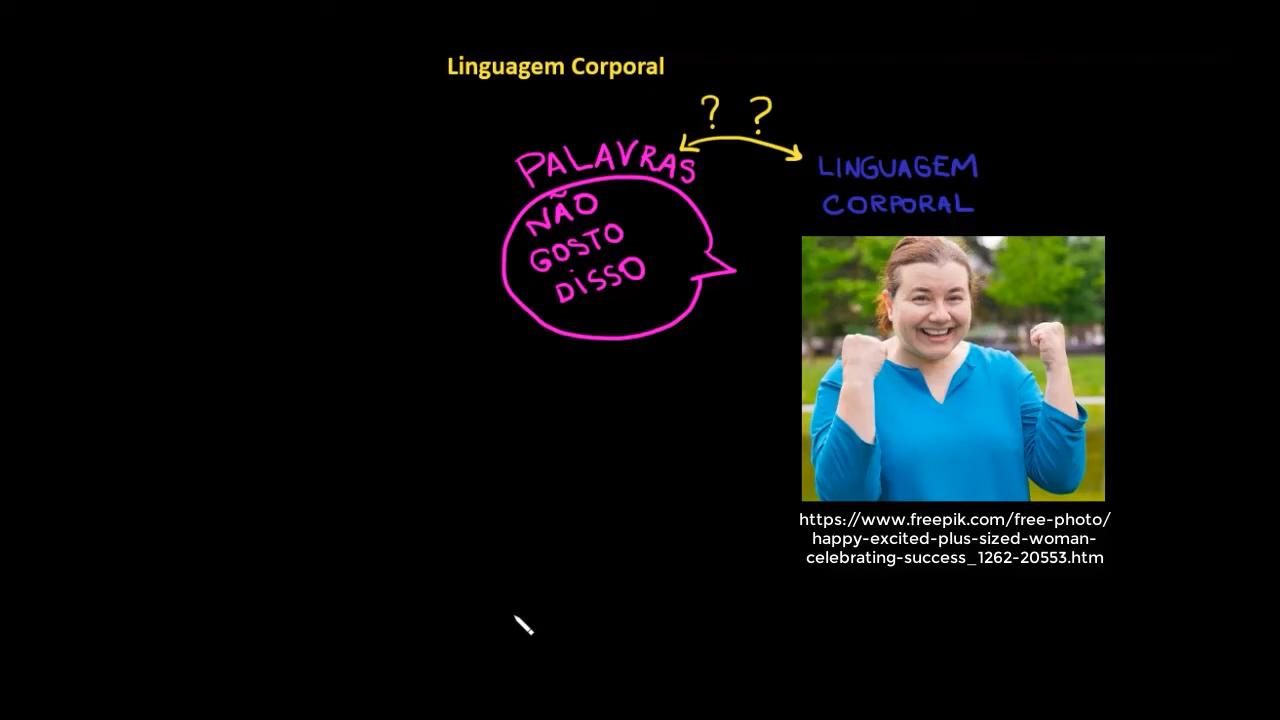 Linguagem Corporal
? ?
PALAVRAS
NÃO
GOSTO
DISSO
LINGUAGEM
CORPORAL
https://www.freepik.com/free-photo/
happy-excited-plus-sized-woman-
celebrating-success_1262-20553.htm